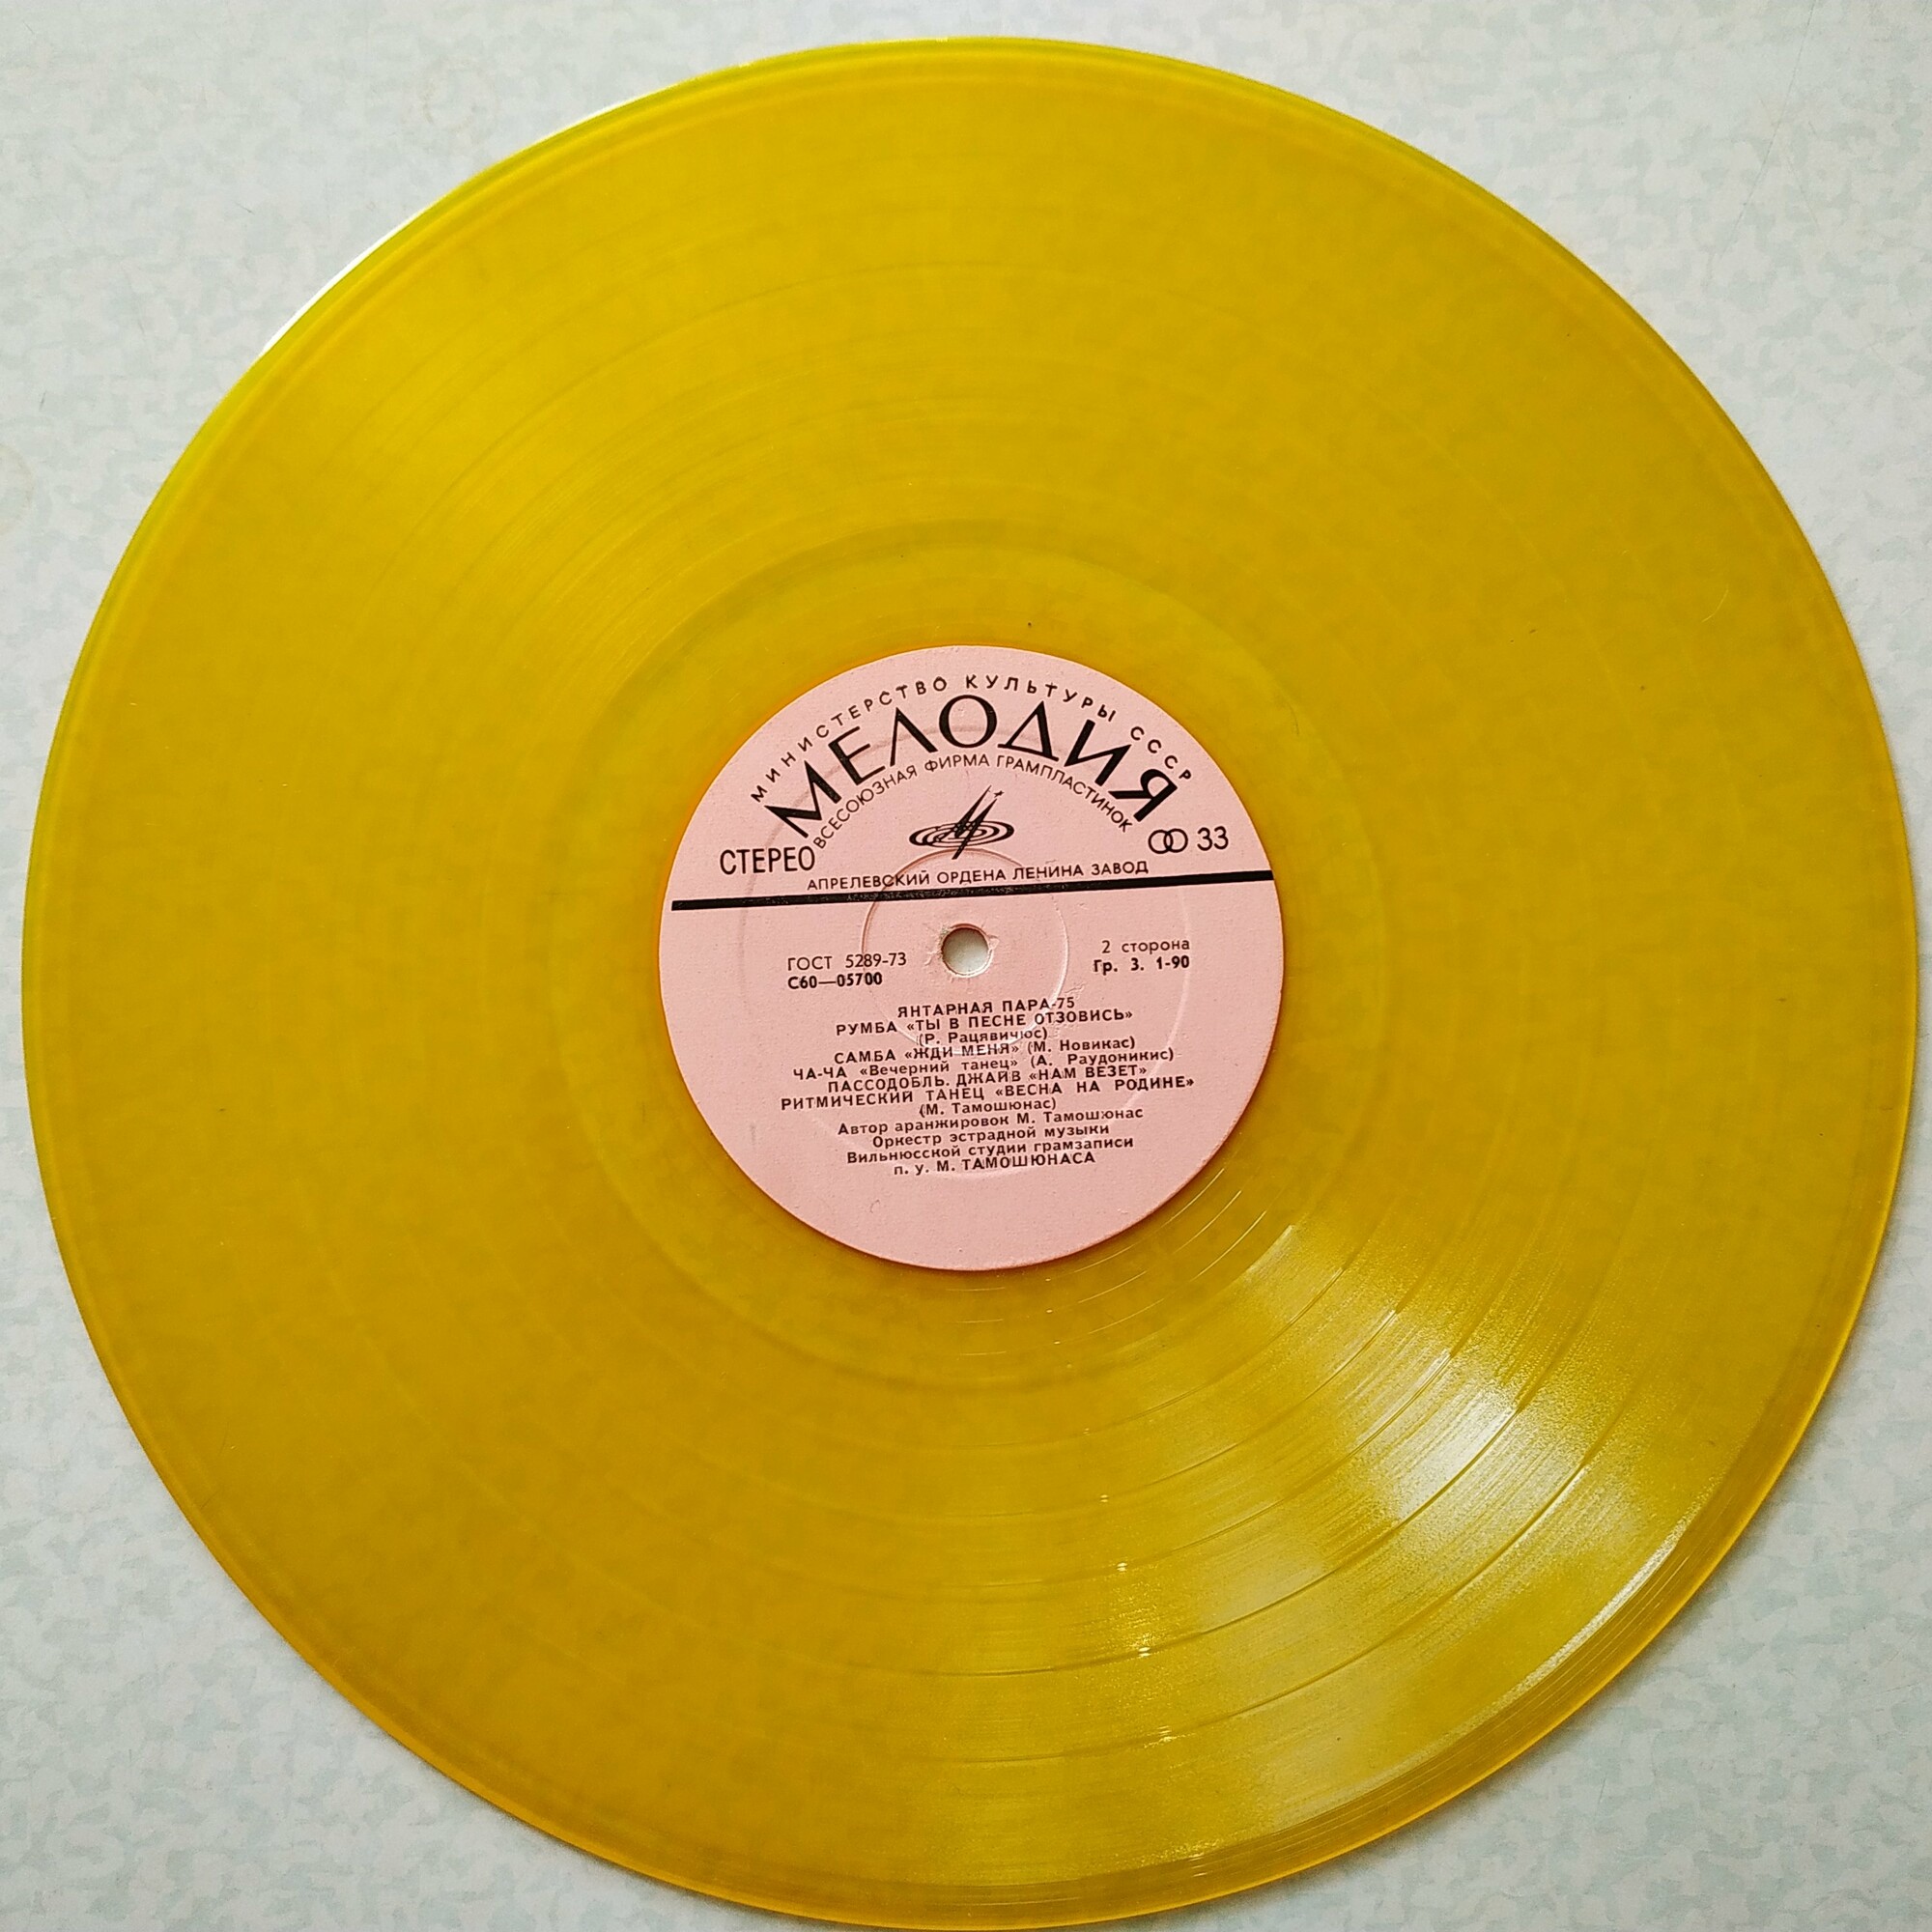 МИНИСТЕРСТВО КУЛЬТУРЫ СССР
МЕЛОДИЯ
ВСЕСОЮЗНАЯ ФИРМА ГРАМПЛАСТИНОК
СТЕРЕО
33
АПРЕЛЕВСКИЙ ОРДЕНА ЛЕНИНА ЗАВОД
ГОСТ 5289-73
С60—05700
2 сторона
Гр. 3. 1-90
ЯНТАРНАЯ ПАРА-75
РУМБА «ТЫ В ПЕСНЕ ОТЗОВИСЬ»
(Р. Рацявичюс)
САМБА «ЖДИ МЕНЯ» (М. Новикас)
ЧА-ЧА «Вечерний танец» (А. Раудоникис)
ПАССОДОБЛЬ. ДЖАЙВ «НАМ ВЕЗЕТ»
РИТМИЧЕСКИЙ ТАНЕЦ «ВЕСНА НА РОДИНЕ»
(М. Тамошюнас)
Автор аранжировок М. Тамошюнас
Оркестр эстрадной музыки
Вильнюсской студии грамзаписи
п. у. М. ТАМОШЮНАСА